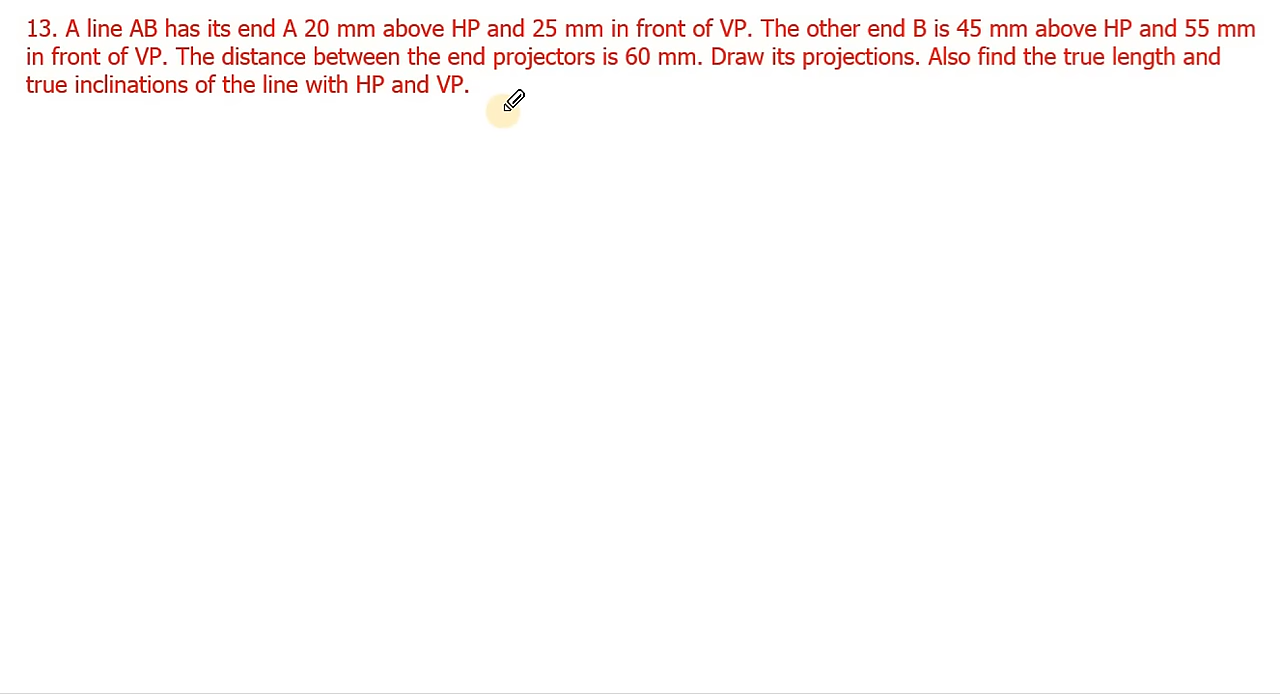 13. A line AB has its end A 20 mm above HP and 25 mm in front of VP. The other end B is 45 mm above HP and 55 mm
in front of VP. The distance between the end projectors is 60 mm. Draw its projections. Also find the true length and
true inclinations of the line with HP and VP.